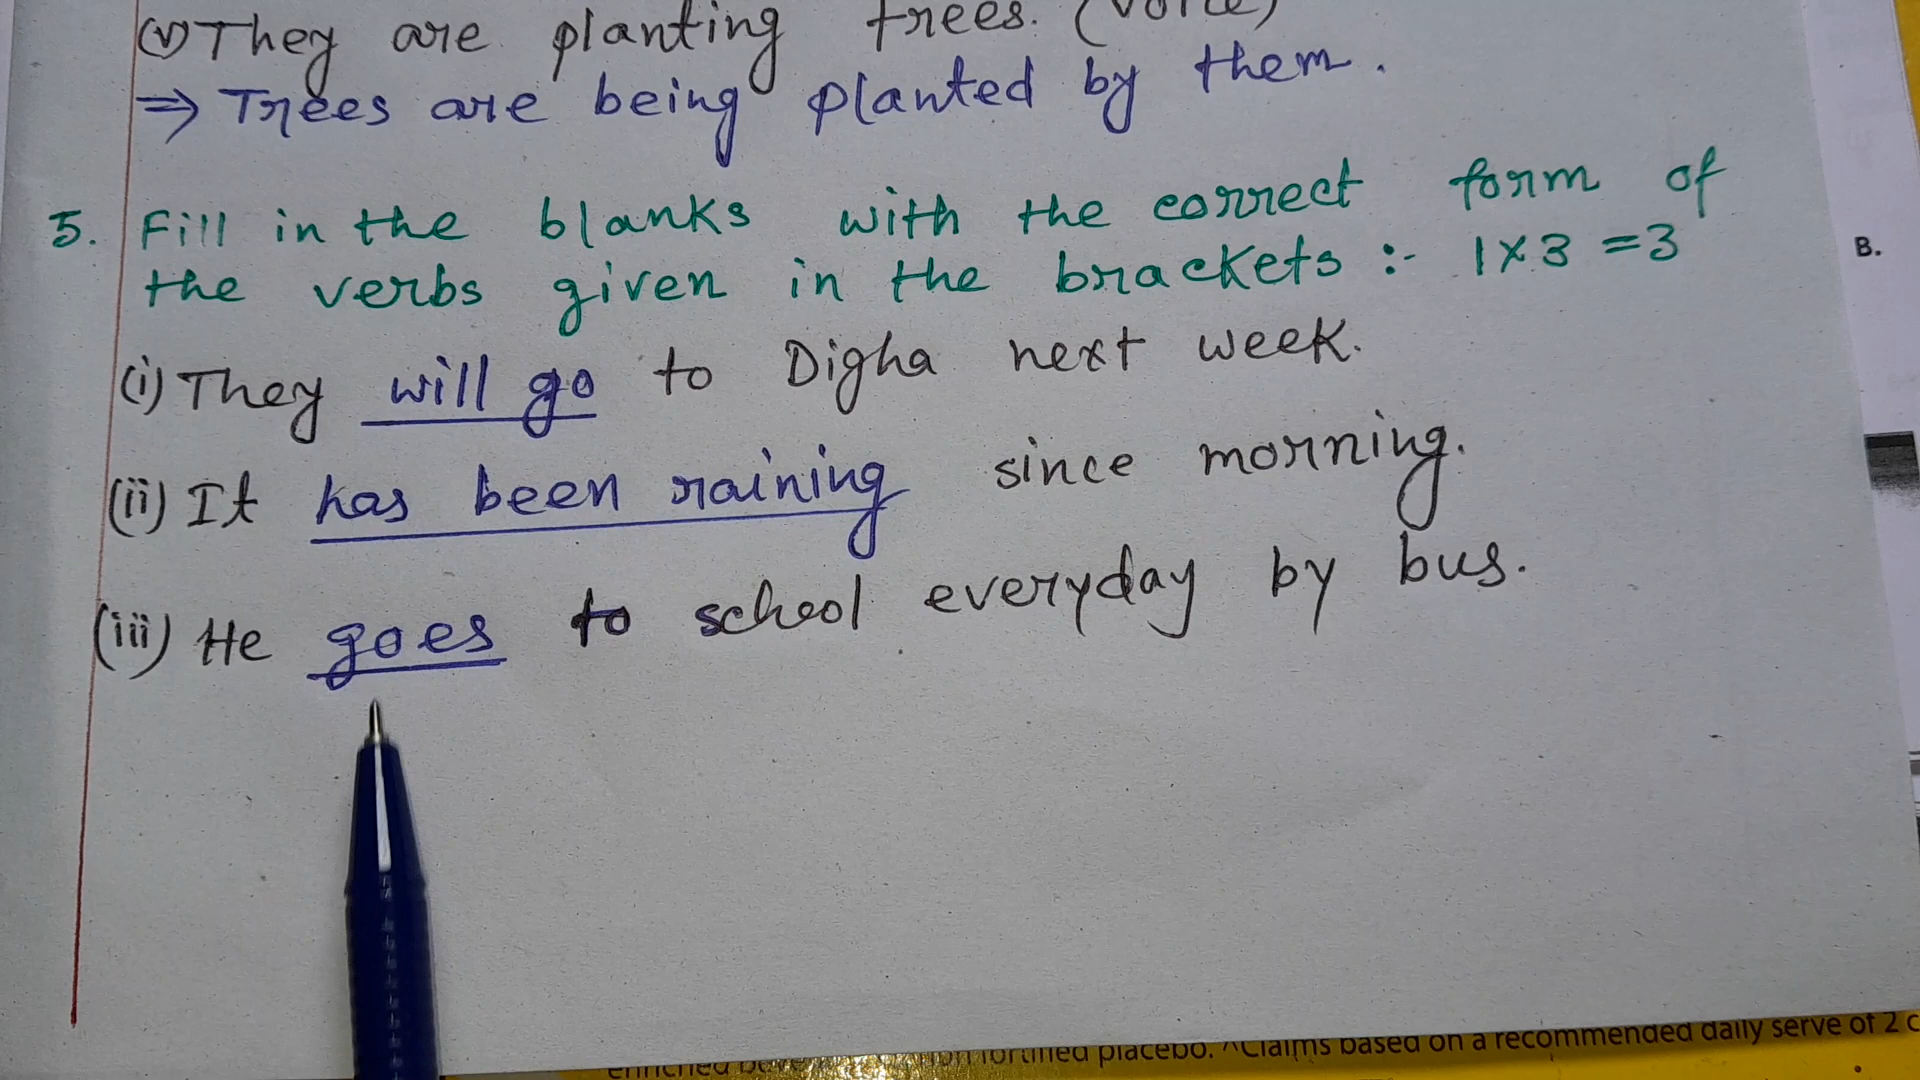 (v) They are planting trees. (Voice)
⇒ Trees are being planted by them.
5. Fill in the blanks with the correct form of
the verbs given in the brackets :- 1×3=3
(i) They will go to Digha next week.
(ii) It has been raining since morning.
(iii) He goes to school everyday by bus.
B.
placebo. ^Claims based on a recommended daily serve of 2 c